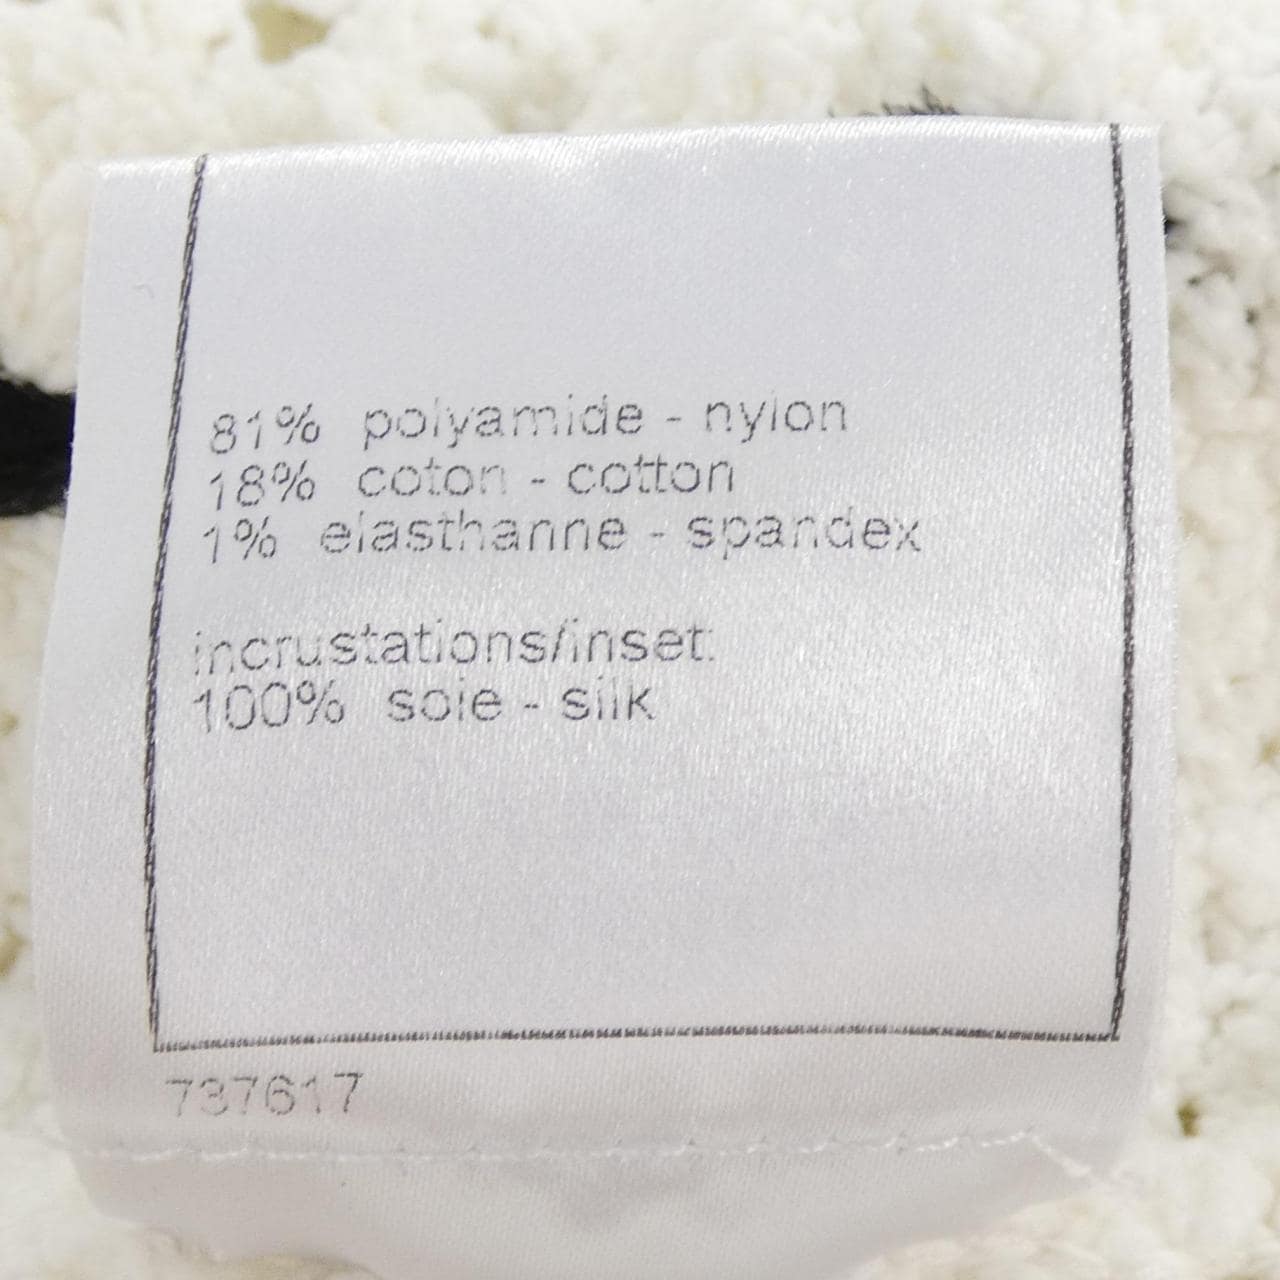 81% polyamide - nylon
18% coton - cotton
1% elasthanne - spandex
incrustations/inset:
100% soie - silk
737617